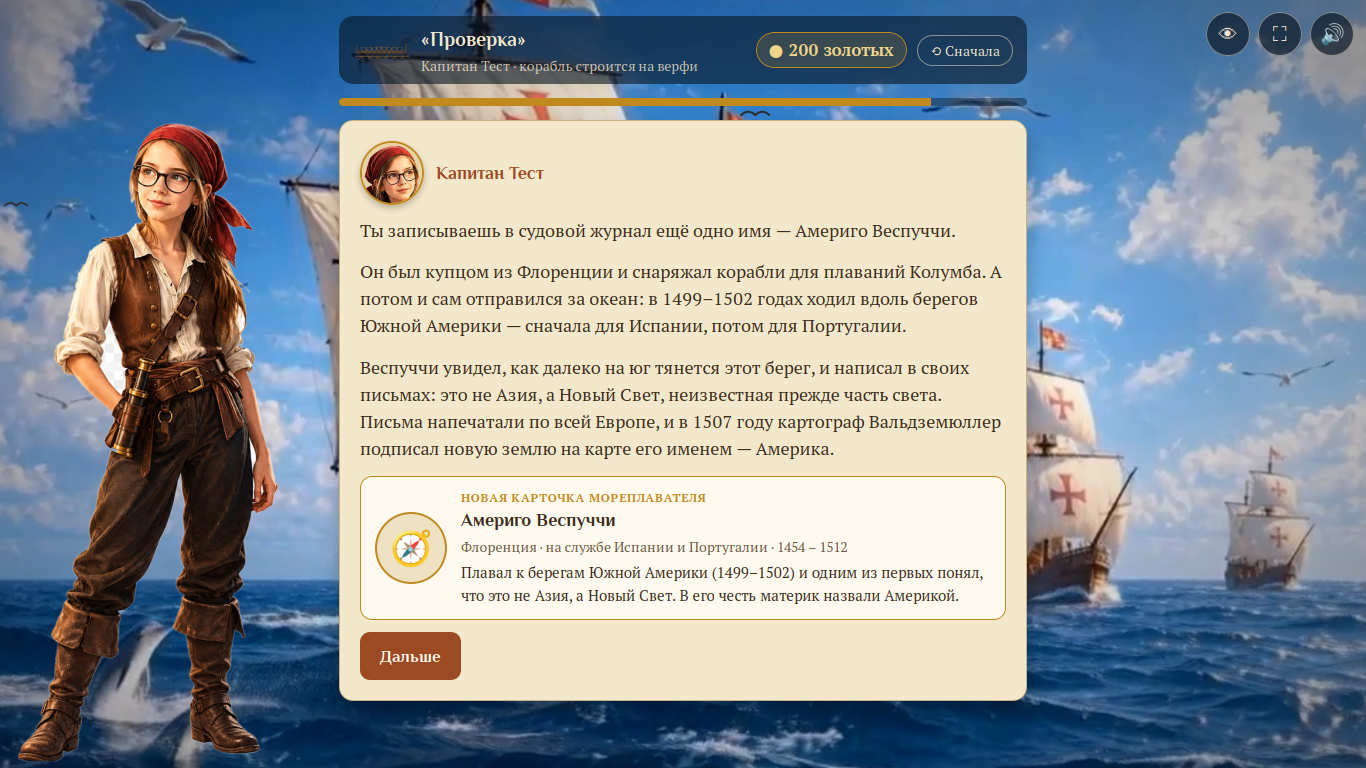 «Проверка»
Капитан Тест · корабль строится на верфи
200 золотых
⟲ Сначала
Капитан Тест
Ты записываешь в судовой журнал ещё одно имя — Америго Веспуччи.
Он был купцом из Флоренции и снаряжал корабли для плаваний Колумба. А
потом и сам отправился за океан: в 1499–1502 годах ходил вдоль берегов
Южной Америки — сначала для Испании, потом для Португалии.
Веспуччи увидел, как далеко на юг тянется этот берег, и написал в своих
письмах: это не Азия, а Новый Свет, неизвестная прежде часть света.
Письма напечатали по всей Европе, и в 1507 году картограф Вальдземюллер
подписал новую землю на карте его именем — Америка.
НОВАЯ КАРТОЧКА МОРЕПЛАВАТЕЛЯ
Америго Веспуччи
Флоренция · на службе Испании и Португалии · 1454 – 1512
Плавал к берегам Южной Америки (1499–1502) и одним из первых понял,
что это не Азия, а Новый Свет. В его честь материк назвали Америкой.
Дальше